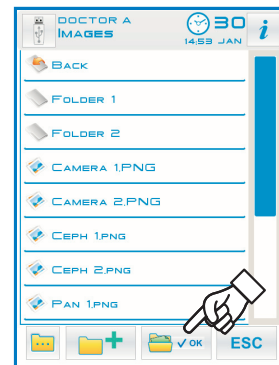 DOCTOR A
IMAGES
30
14:53 JAN
i
BACK
FOLDER 1
FOLDER 2
CAMERA 1.PNG
CAMERA 2.PNG
CEPH 1.PNG
CEPH 2.PNG
PAN 1.PNG
... + ✓ OK ESC